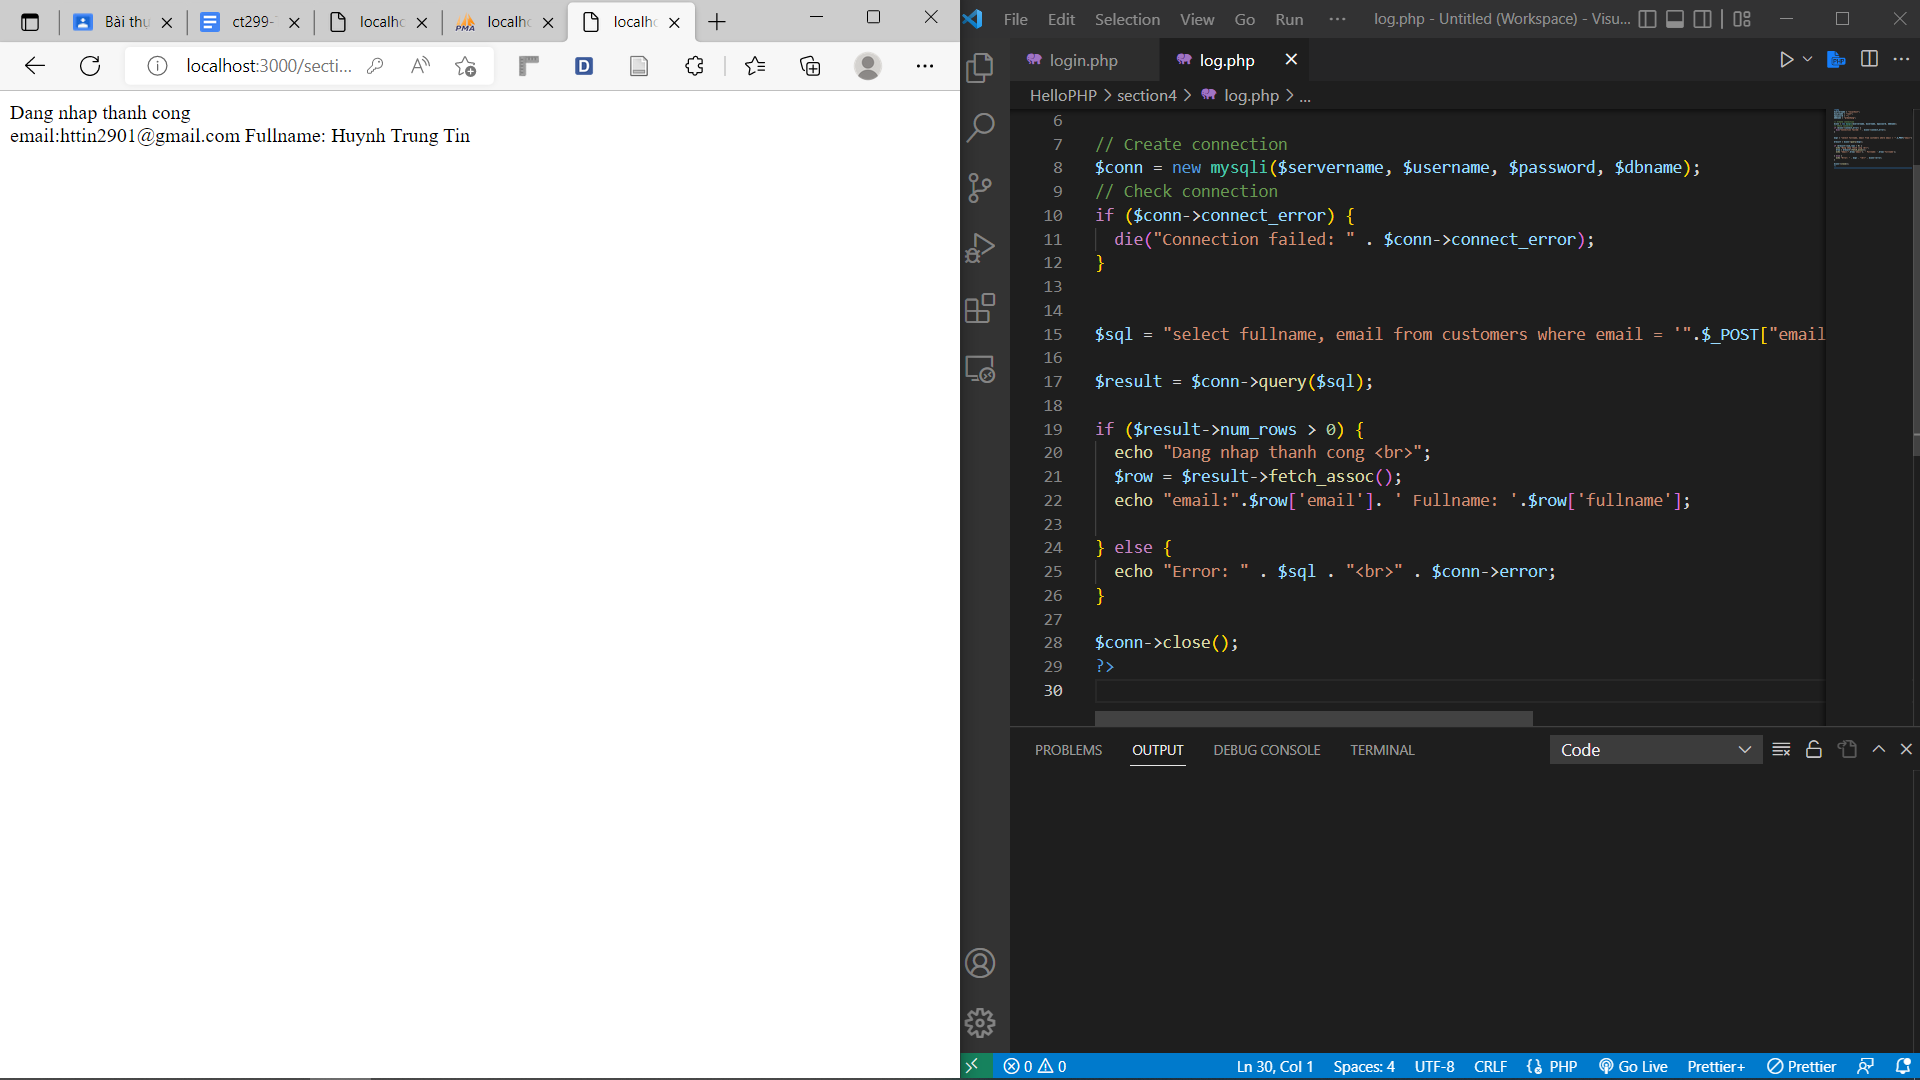 Bài thụ
ct299-
localho
localho
localho
localhost:3000/secti...
Dang nhap thanh cong
email:httin2901@gmail.com Fullname: Huynh Trung Tin
File Edit Selection View Go Run ··· log.php - Untitled (Workspace) - Visu...
login.php
log.php
HelloPHP > section4 > log.php > ...
6
7 // Create connection
8 $conn = new mysqli($servername, $username, $password, $dbname);
9 // Check connection
10 if ($conn->connect_error) {
11 die("Connection failed: " . $conn->connect_error);
12 }
13
14
15 $sql = "select fullname, email from customers where email = '".$_POST["email
16
17 $result = $conn->query($sql);
18
19 if ($result->num_rows > 0) {
20 echo "Dang nhap thanh cong <br>";
21 $row = $result->fetch_assoc();
22 echo "email:".$row['email']. ' Fullname: '.$row['fullname'];
23
24 } else {
25 echo "Error: " . $sql . "<br>" . $conn->error;
26 }
27
28 $conn->close();
29 ?>
30
PROBLEMS OUTPUT DEBUG CONSOLE TERMINAL Code
0 0 Ln 30, Col 1 Spaces: 4 UTF-8 CRLF PHP Go Live Prettier+ Prettier